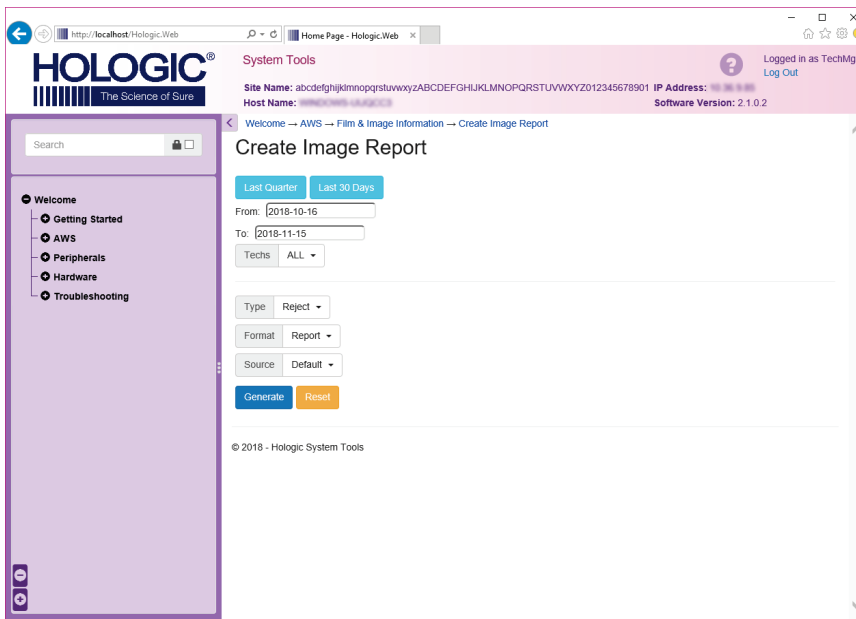 http://localhost/Hologic.Web
Home Page - Hologic.Web
HOLOGIC®
The Science of Sure
System Tools
Logged in as TechMg
Log Out
Site Name: abcdefghijklmnopqrstuvwxyzABCDEFGHIJKLMNOPQRSTUVWXYZ012345678901 IP Address:
Host Name:
Software Version: 2.1.0.2
Welcome → AWS → Film & Image Information → Create Image Report
Search
Create Image Report
Last Quarter Last 30 Days
From: 2018-10-16
To: 2018-11-15
Techs ALL
Welcome
Getting Started
AWS
Peripherals
Hardware
Troubleshooting
Type Reject
Format Report
Source Default
Generate Reset
© 2018 - Hologic System Tools